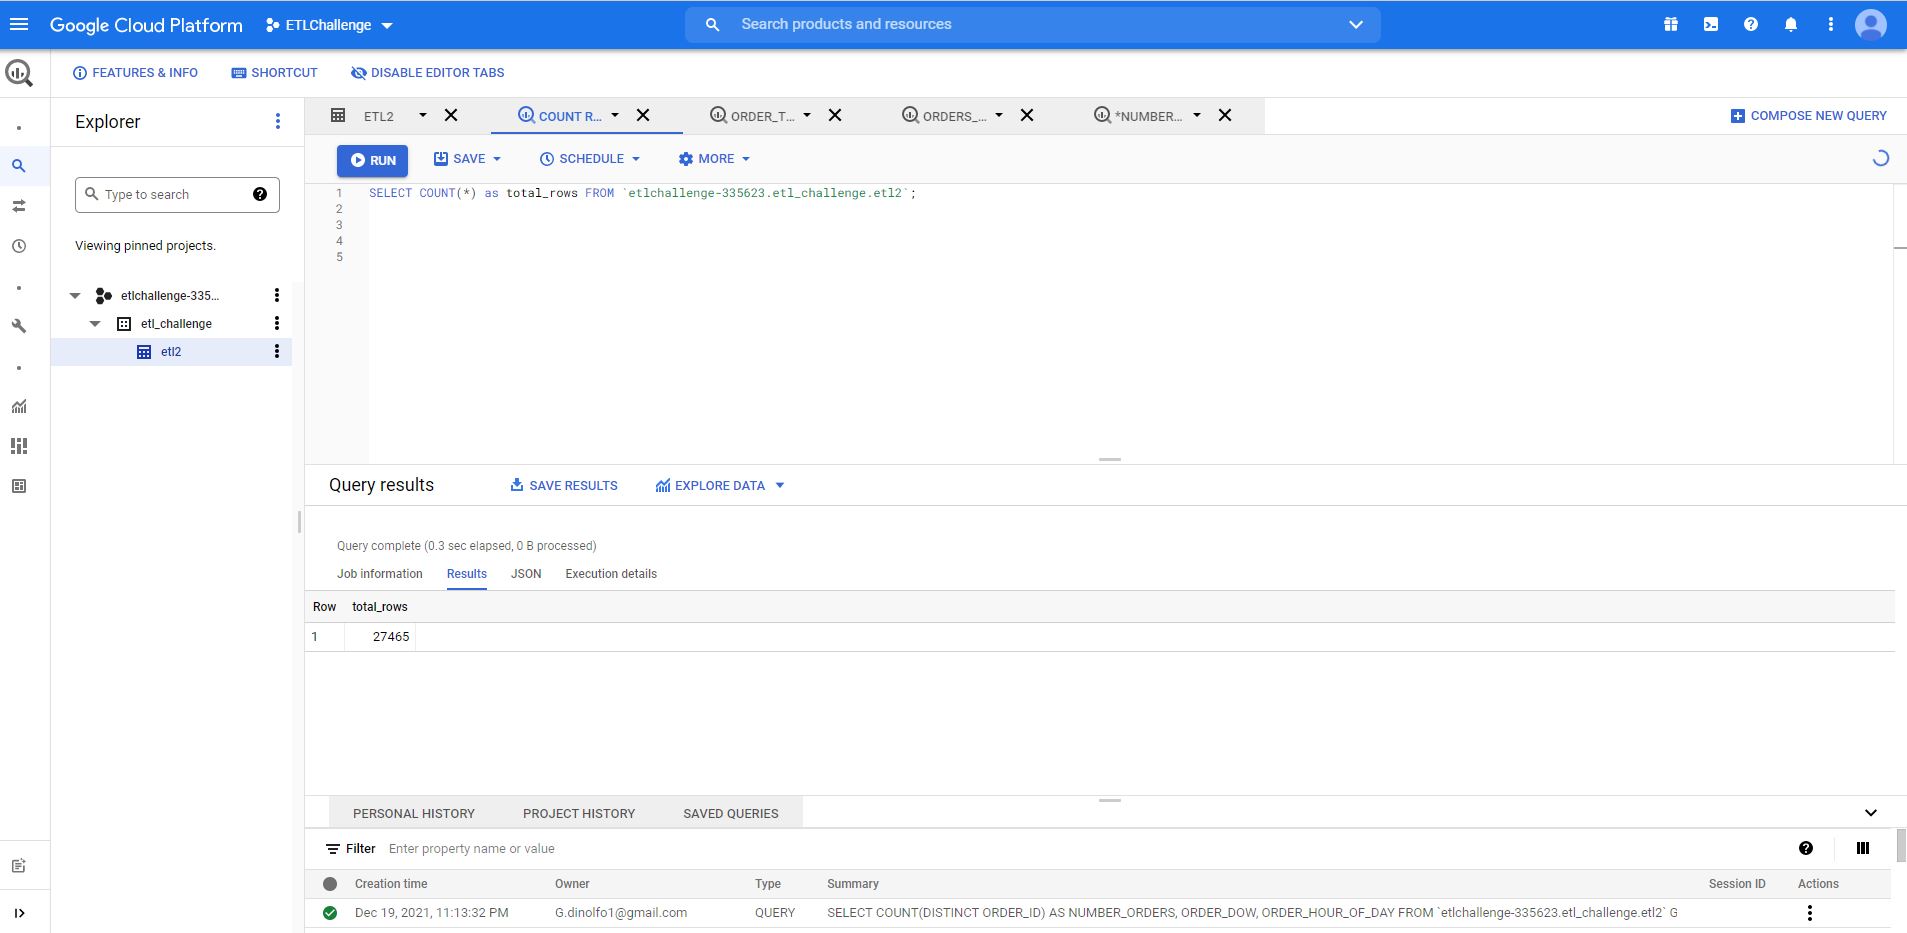 Google Cloud Platform ETLChallenge Search products and resources
FEATURES & INFO SHORTCUT DISABLE EDITOR TABS
Explorer
Type to search
Viewing pinned projects.
etlchallenge-335...
etl_challenge
etl2
ETL2 COUNT R... ORDER_T... ORDERS_... *NUMBER... COMPOSE NEW QUERY
RUN SAVE SCHEDULE MORE
1 SELECT COUNT(*) as total_rows FROM `etlchallenge-335623.etl_challenge.etl2`;
2
3
4
5
Query results SAVE RESULTS EXPLORE DATA
Query complete (0.3 sec elapsed, 0 B processed)
Job information Results JSON Execution details
Row total_rows
1 27465
PERSONAL HISTORY PROJECT HISTORY SAVED QUERIES
Filter Enter property name or value
Creation time Owner Type Summary Session ID Actions
Dec 19, 2021, 11:13:32 PM G.dinolfo1@gmail.com QUERY SELECT COUNT(DISTINCT ORDER_ID) AS NUMBER_ORDERS, ORDER_DOW, ORDER_HOUR_OF_DAY FROM `etlchallenge-335623.etl_challenge.etl2` G